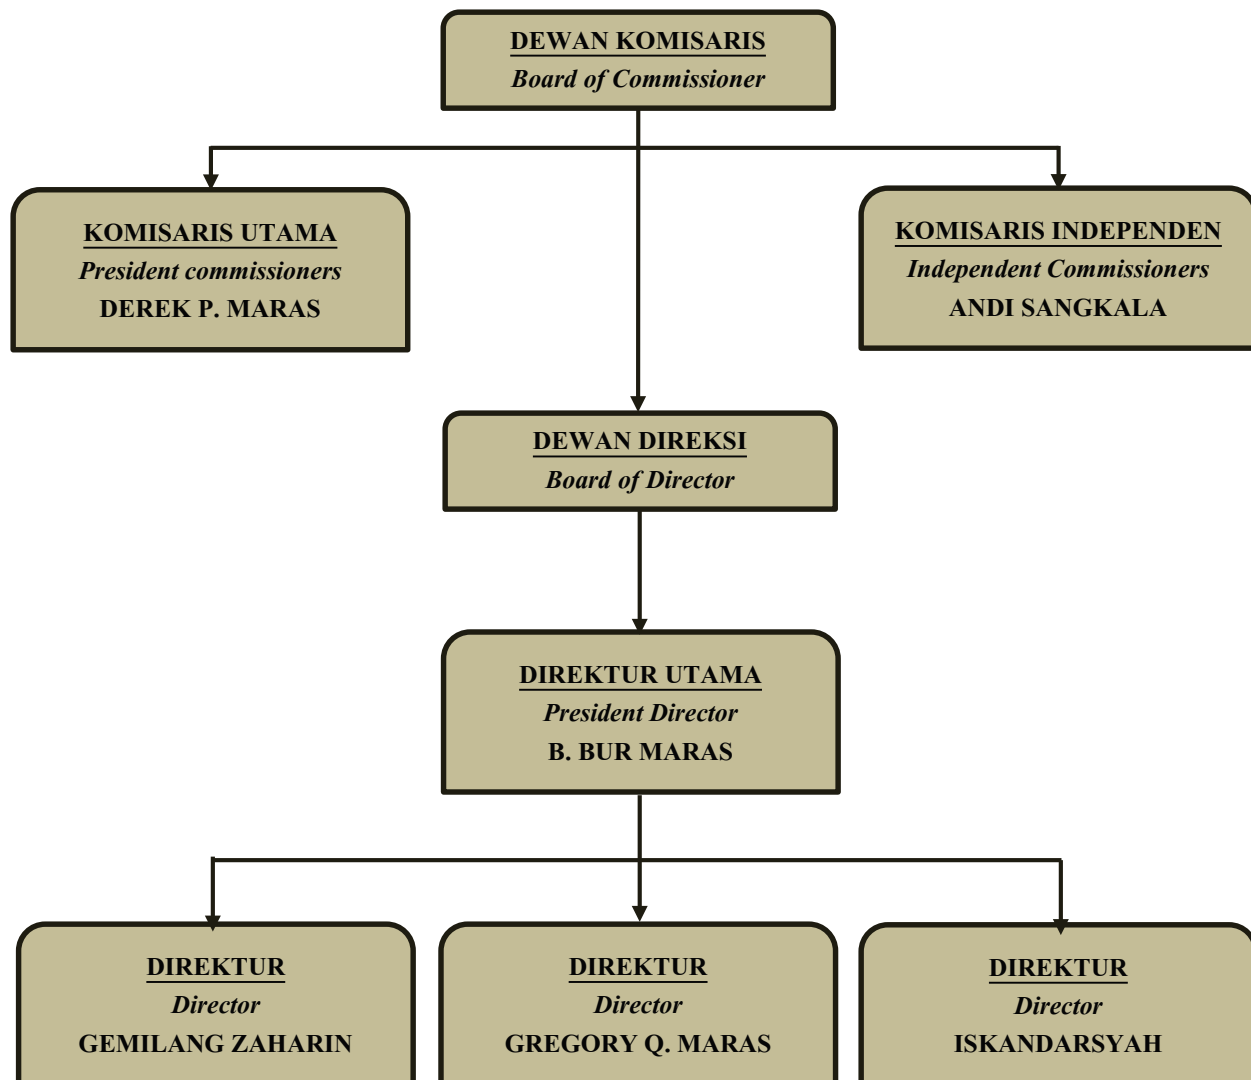 DEWAN KOMISARIS
Board of Commissioner
KOMISARIS UTAMA
President commissioners
DEREK P. MARAS
KOMISARIS INDEPENDEN
Independent Commissioners
ANDI SANGKALA
DEWAN DIREKSI
Board of Director
DIREKTUR UTAMA
President Director
B. BUR MARAS
DIREKTUR
Director
GEMILANG ZAHARIN
DIREKTUR
Director
GREGORY Q. MARAS
DIREKTUR
Director
ISKANDARSYAH